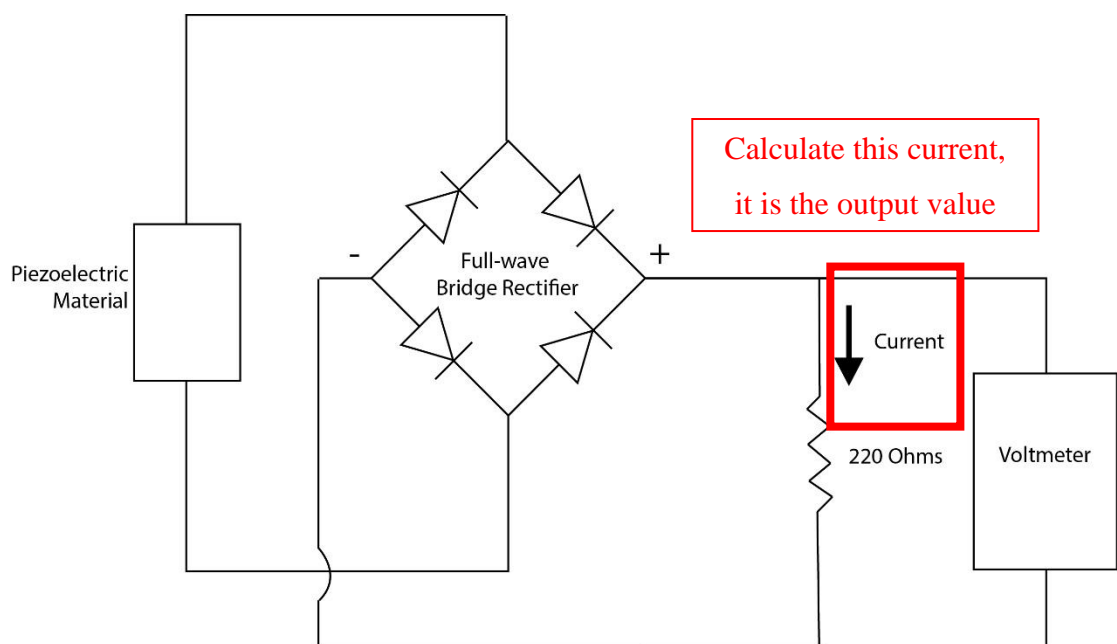 Calculate this current,
it is the output value
-
+
Full-wave
Bridge Rectifier
Piezoelectric
Material
Current
220 Ohms
Voltmeter